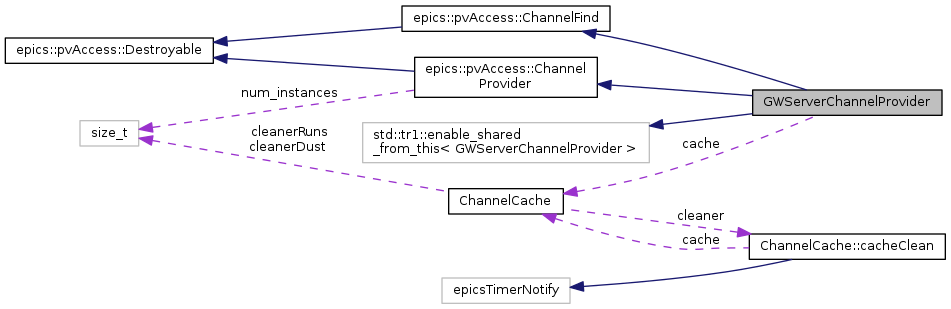 epics::pvAccess::ChannelFind
epics::pvAccess::Destroyable
epics::pvAccess::Channel
Provider
num_instances
GWServerChannelProvider
size_t
cleanerRuns
cleanerDust
std::tr1::enable_shared
_from_this< GWServerChannelProvider >
cache
ChannelCache
cleaner
cache
ChannelCache::cacheClean
epicsTimerNotify